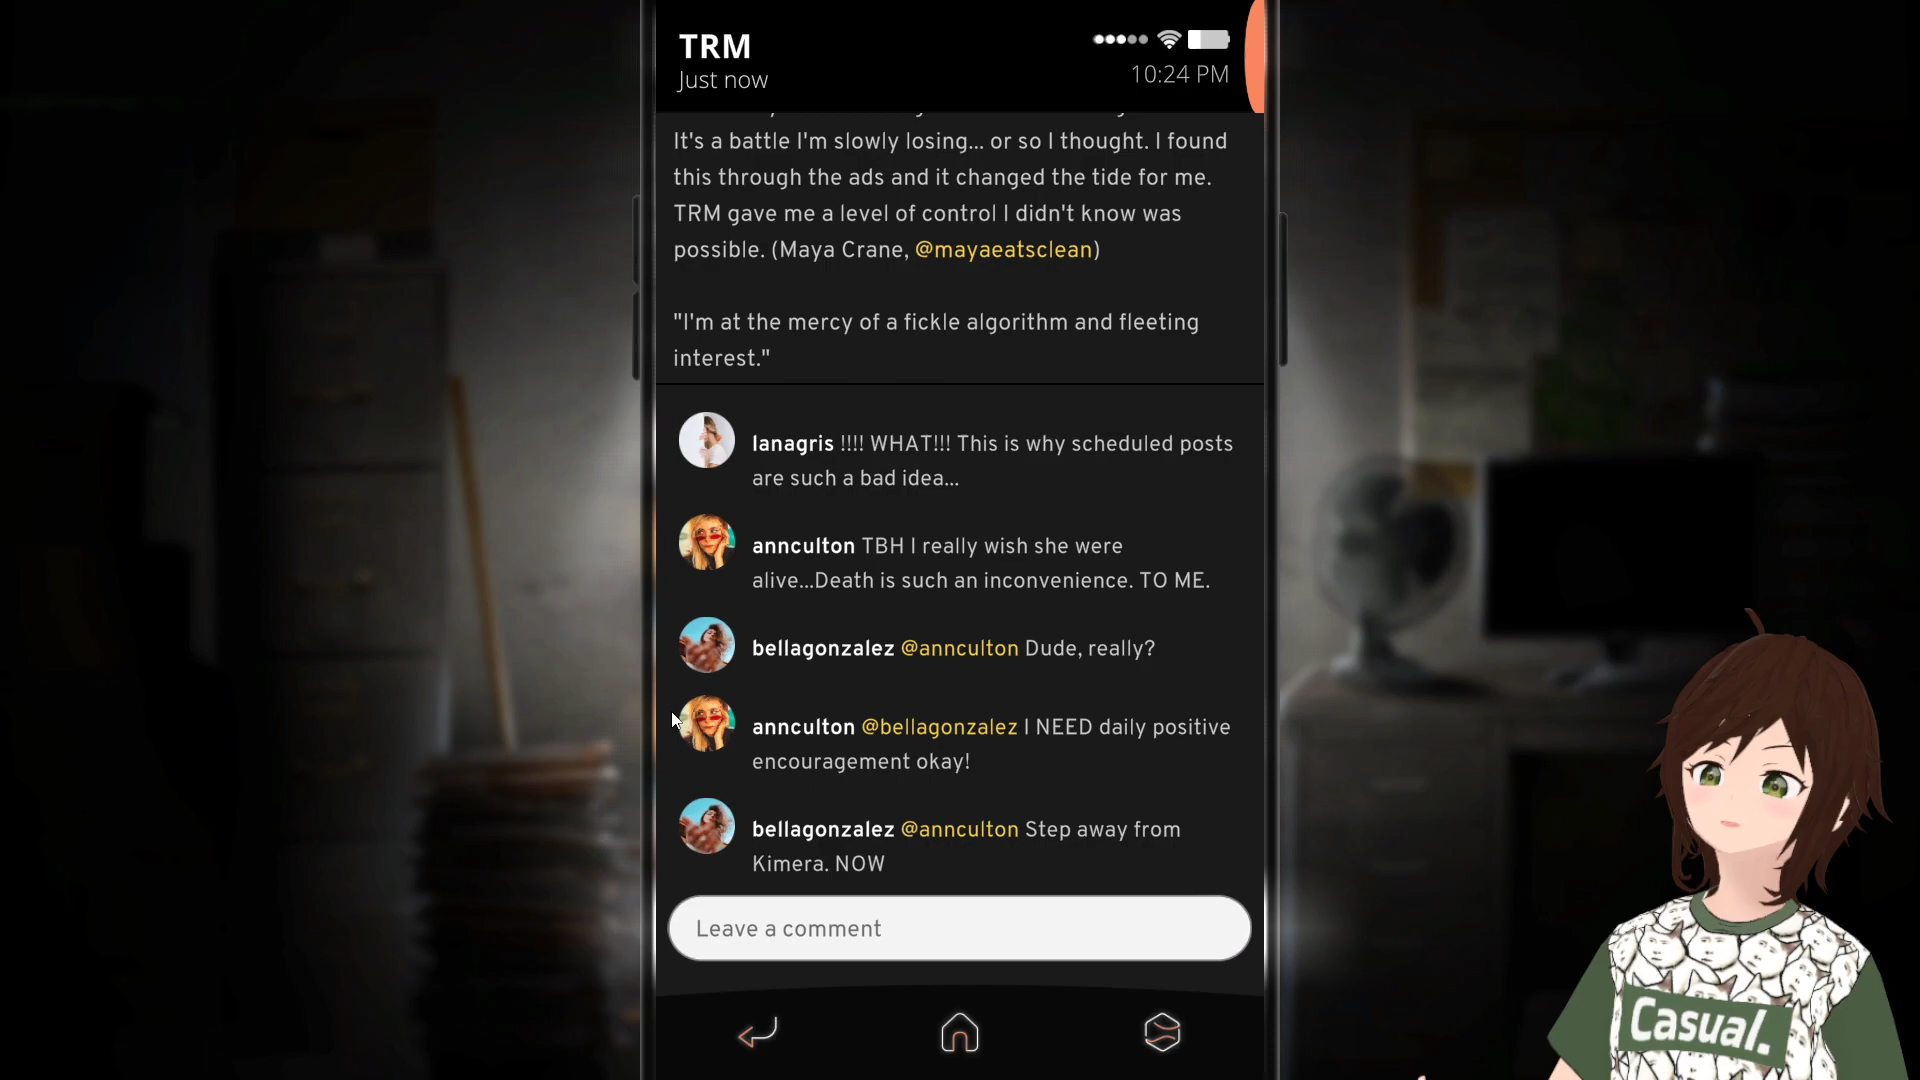 TRM
Just now
10:24 PM
It's a battle I'm slowly losing... or so I thought. I found
this through the ads and it changed the tide for me.
TRM gave me a level of control I didn't know was
possible. (Maya Crane, @mayaeatsclean)
"I'm at the mercy of a fickle algorithm and fleeting
interest."
lanagris !!!! WHAT!!! This is why scheduled posts
are such a bad idea...
annculton TBH I really wish she were
alive...Death is such an inconvenience. TO ME.
bellagonzalez @annculton Dude, really?
annculton @bellagonzalez I NEED daily positive
encouragement okay!
bellagonzalez @annculton Step away from
Kimera. NOW
Leave a comment
Casual.